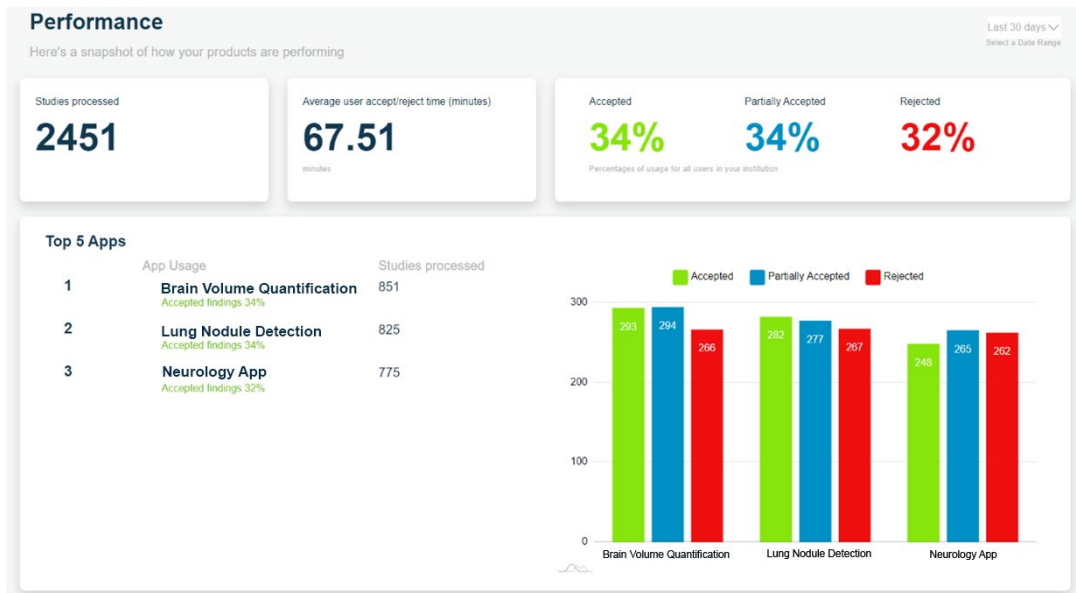 Performance
Last 30 days
Here's a snapshot of how your products are performing
Select a Date Range
Studies processed
2451
Average user accept/reject time (minutes)
67.51
minutes
Accepted
Partially Accepted
Rejected
34%
34%
32%
Percentages of usage for all users in your institution
Top 5 Apps
App Usage
Studies processed
1
Brain Volume Quantification
851
Accepted findings 34%
2
Lung Nodule Detection
825
Accepted findings 34%
3
Neurology App
775
Accepted findings 32%
Accepted
Partially Accepted
Rejected
300
200
100
0
293
294
266
282
277
267
248
265
262
Brain Volume Quantification
Lung Nodule Detection
Neurology App